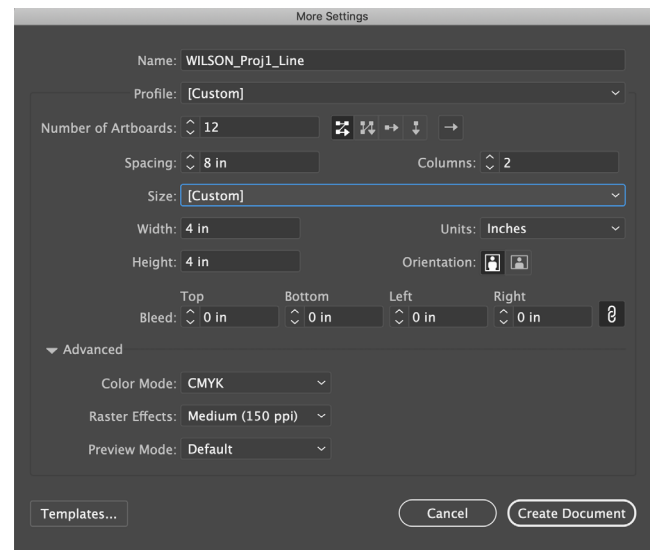 More Settings
Name: WILSON_Proj1_Line
Profile: [Custom]
Number of Artboards: 12
Spacing: 8 in Columns: 2
Size: [Custom]
Width: 4 in Units: Inches
Height: 4 in Orientation:
Top Bottom Left Right
Bleed: 0 in 0 in 0 in 0 in
Advanced
Color Mode: CMYK
Raster Effects: Medium (150 ppi)
Preview Mode: Default
Templates... Cancel Create Document